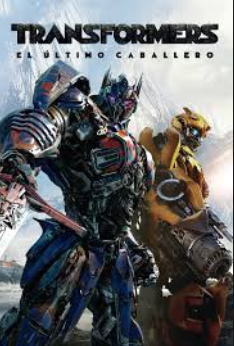 TRANSFORMERS
EL ÚLTIMO CABALLERO